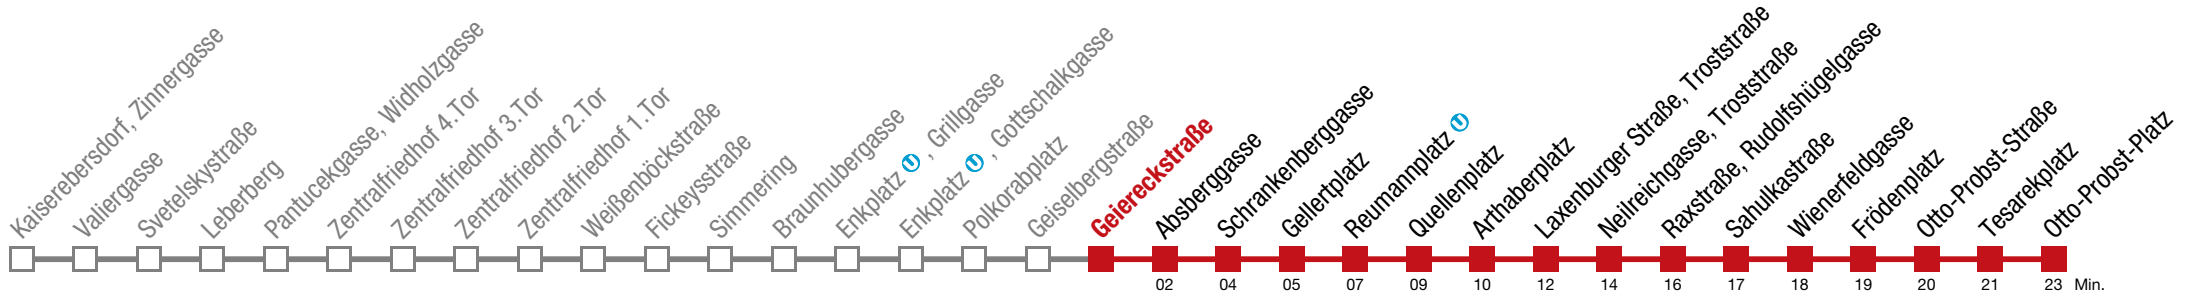 Kaiserebersdorf, Zinnergasse
Valiergasse
Svetelskystraße
Leberberg
Pantucekgasse, Widholzgasse
Zentralfriedhof 4.Tor
Zentralfriedhof 3.Tor
Zentralfriedhof 2.Tor
Zentralfriedhof 1.Tor
Weißenböckstraße
Fickeysstraße
Simmering
Braunhubergasse
Enkplatz U , Grillgasse
Enkplatz U , Gottschalkgasse
Polkorabplatz
Geiselbergstraße
Geiereckstraße
Absberggasse
Schrankenberggasse
Gellertplatz
Reumannplatz U
Quellenplatz
Arthaberplatz
Laxenburger Straße, Troststraße
Neilreichgasse, Troststraße
Raxstraße, Rudolfshügelgasse
Sahulkastraße
Wienerfeldgasse
Frödenplatz
Otto-Probst-Straße
Tesarekplatz
Otto-Probst-Platz
02 04 05 07 09 10 12 14 16 17 18 19 20 21 23 Min.